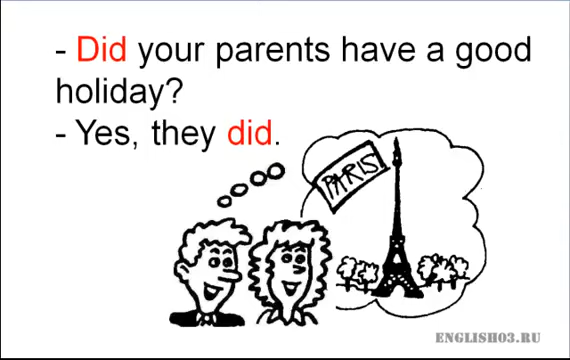 - Did your parents have a good
holiday?
- Yes, they did.
PARIS
ENGLISH03.RU